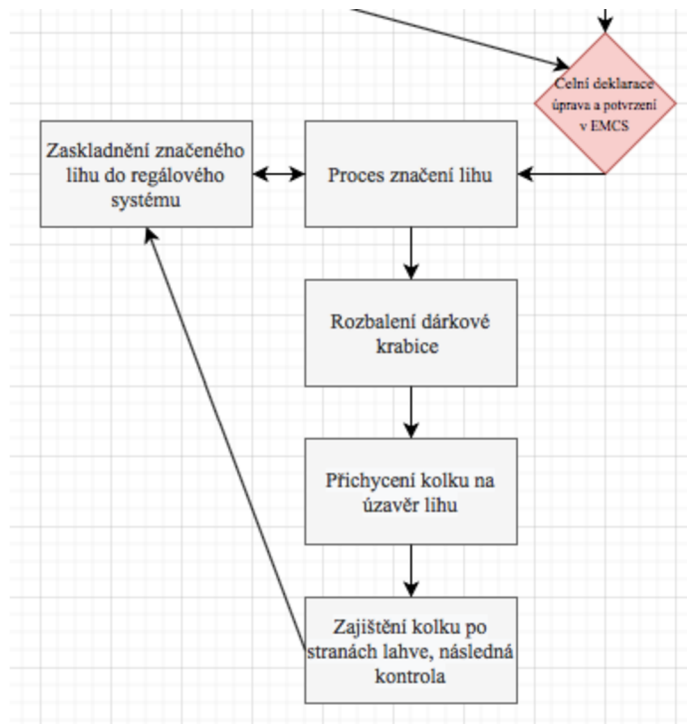 Celní deklarace
úprava a potvrzení
v EMCS
Zaskladnění značeného
lihu do regálového
systému
Proces značení lihu
Rozbalení dárkové
krabice
Přichycení kolku na
úzavěr lihu
Zajištění kolku po
stranách lahve, následná
kontrola